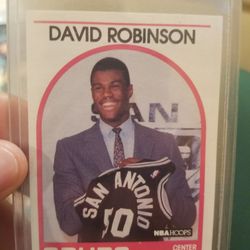 DAVID ROBINSON
SAN
SAN ANTONIO
50
NBA HOOPS
SPURS
CENTER